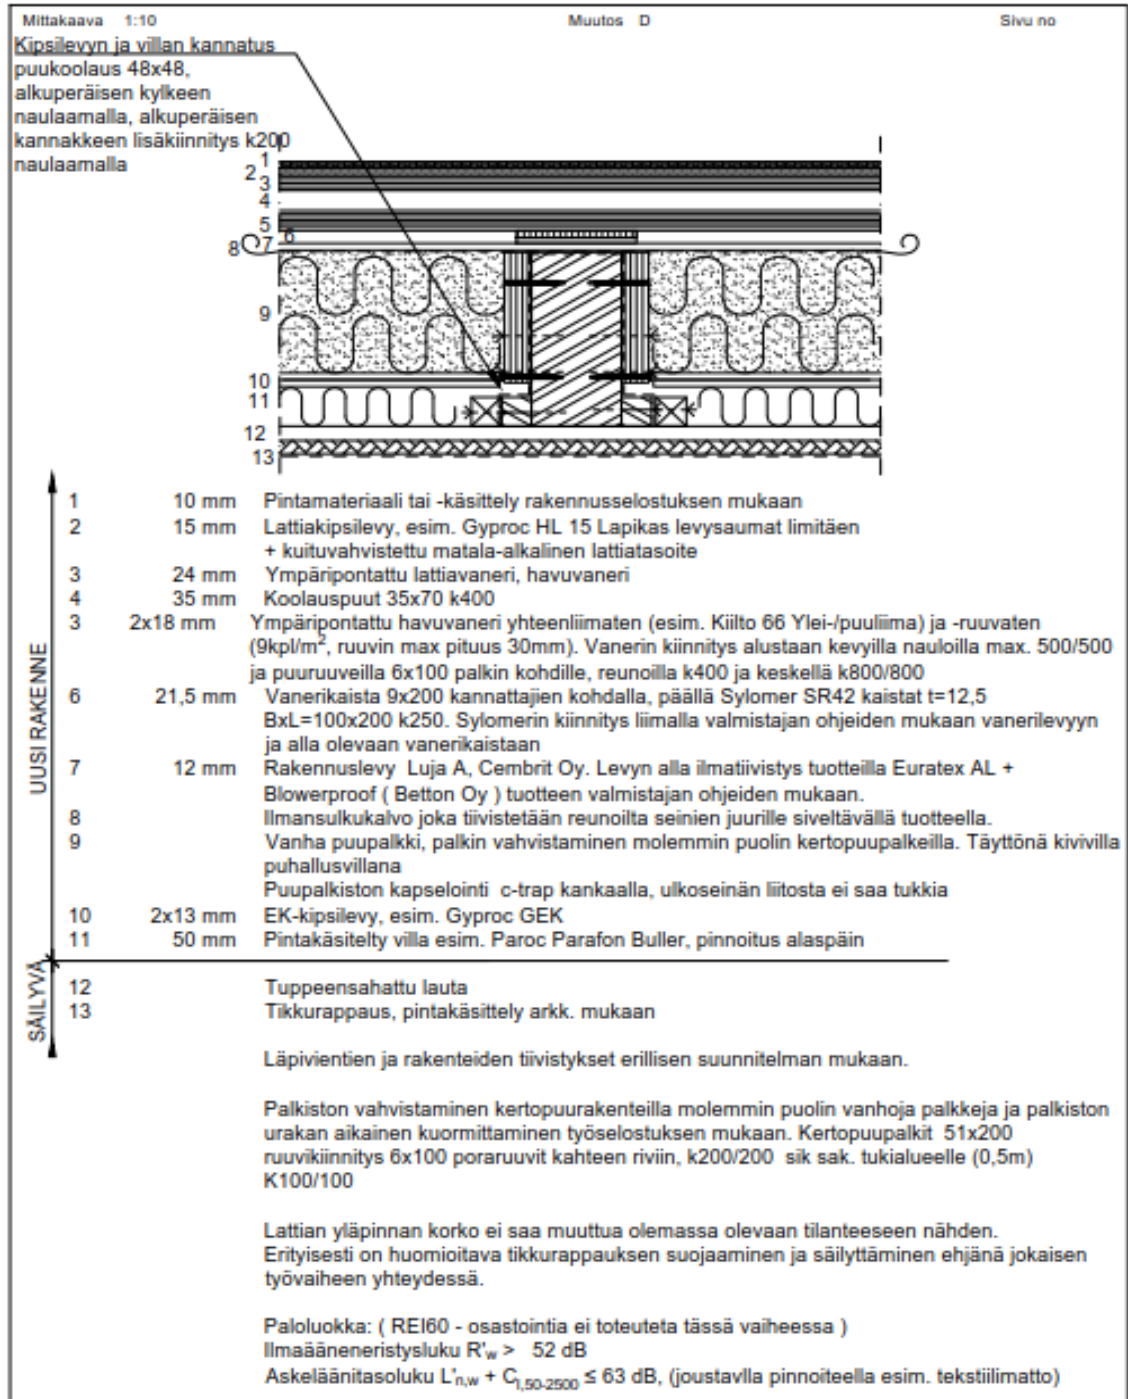 Mittakaava 1:10 Muutos D Sivu no
Kipsilevyn ja villan kannatus
puukoolaus 48x48,
alkuperäisen kylkeen
naulaamalla, alkuperäisen
kannakkeen lisäkiinnitys k200
naulaamalla
1
2
3
4
5
6
7
8
9
10
11
12
13
UUSI RAKENNE
1 10 mm Pintamateriaali tai -käsittely rakennusselostuksen mukaan
2 15 mm Lattiakipsilevy, esim. Gyproc HL 15 Lapikas levysaumat limitäen
+ kuituvahvistettu matala-alkalinen lattiatasoite
3 24 mm Ympäripontattu lattiavaneri, havuvaneri
4 35 mm Koolauspuut 35x70 k400
3 2x18 mm Ympäripontattu havuvaneri yhteenliimaten (esim. Kiilto 66 Ylei-/puuliima) ja -ruuvaten
(9kpl/m², ruuvin max pituus 30mm). Vanerin kiinnitys alustaan kevyilla nauloilla max. 500/500
ja puuruuveilla 6x100 palkin kohdille, reunoilla k400 ja keskellä k800/800
6 21,5 mm Vanerikaista 9x200 kannattajien kohdalla, päällä Sylomer SR42 kaistat t=12,5
BxL=100x200 k250. Sylomerin kiinnitys liimalla valmistajan ohjeiden mukaan vanerilevyyn
ja alla olevaan vanerikaistaan
7 12 mm Rakennuslevy Luja A, Cembrit Oy. Levyn alla ilmatiivistys tuotteilla Euratex AL +
Blowerproof ( Betton Oy ) tuotteen valmistajan ohjeiden mukaan.
8 Ilmansulkukalvo joka tiivistetään reunoilta seinien juurille siveltävällä tuotteella.
9 Vanha puupalkki, palkin vahvistaminen molemmin puolin kertopuupalkeilla. Täyttönä kivivilla
puhallusvillana
Puupalkiston kapselointi c-trap kankaalla, ulkoseinän liitosta ei saa tukkia
10 2x13 mm EK-kipsilevy, esim. Gyproc GEK
11 50 mm Pintakäsitelty villa esim. Paroc Parafon Buller, pinnoitus alaspäin
SÄILYVÄ
12 Tuppeensahattu lauta
13 Tikkurappaus, pintakäsittely arkk. mukaan
Läpivientien ja rakenteiden tiivistykset erillisen suunnitelman mukaan.
Palkiston vahvistaminen kertopuurakenteilla molemmin puolin vanhoja palkkeja ja palkiston
urakan aikainen kuormittaminen työselostuksen mukaan. Kertopuupalkit 51x200
ruuvikiinnitys 6x100 poraruuvit kahteen riviin, k200/200 sik sak. tukialueelle (0,5m)
K100/100
Lattian yläpinnan korko ei saa muuttua olemassa olevaan tilanteeseen nähden.
Erityisesti on huomioitava tikkurappauksen suojaaminen ja säilyttäminen ehjänä jokaisen
työvaiheen yhteydessä.
Paloluokka: ( REI60 - osastointia ei toteuteta tässä vaiheessa )
Ilmaääneneristysluku R'w > 52 dB
Askeläänitasoluku L'n,w + CI,50-2500 ≤ 63 dB, (joustavlla pinnoiteella esim. tekstiilimatto)